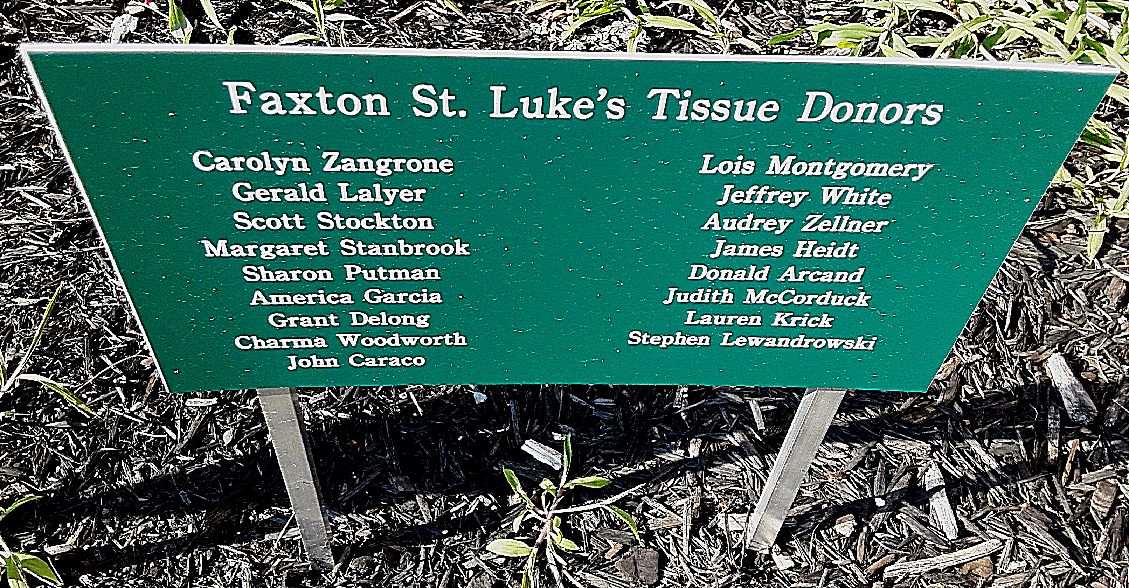 Faxton St. Luke's Tissue Donors
Carolyn Zangrone
Gerald Lalyer
Scott Stockton
Margaret Stanbrook
Sharon Putman
America Garcia
Grant Delong
Charma Woodworth
John Caraco
Lois Montgomery
Jeffrey White
Audrey Zellner
James Heidt
Donald Arcand
Judith McCorduck
Lauren Krick
Stephen Lewandrowski